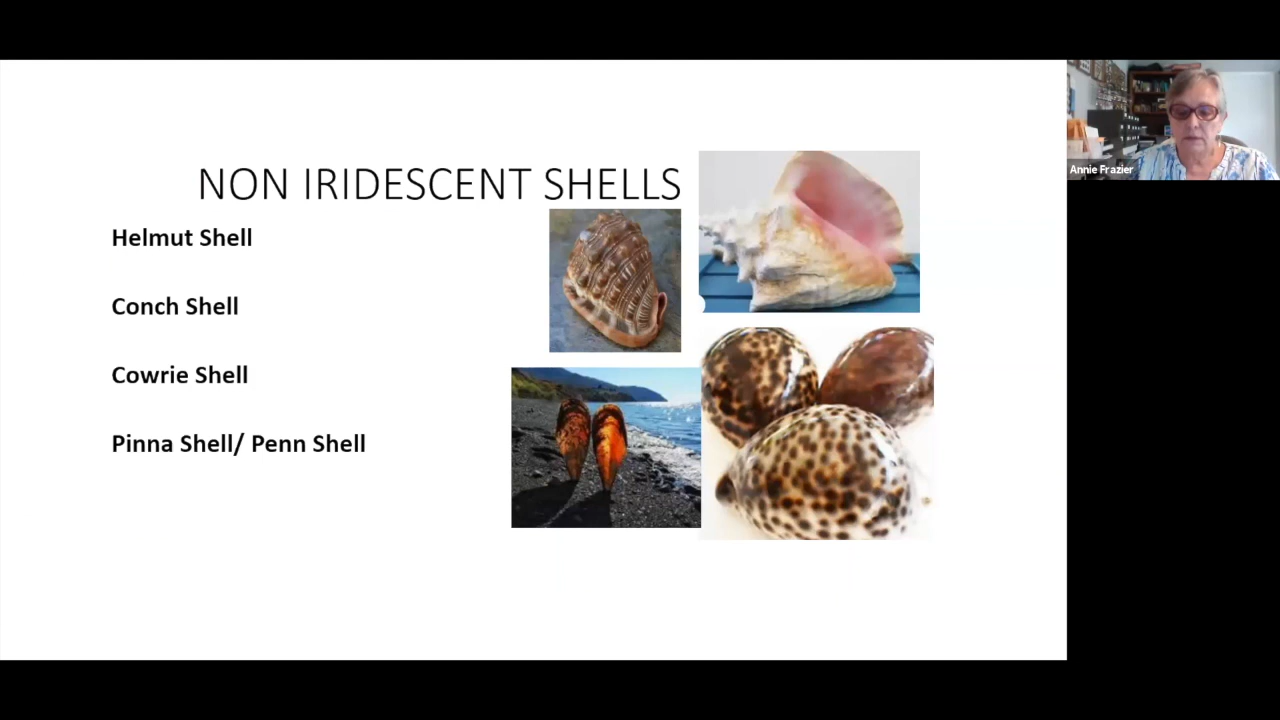 NON IRIDESCENT SHELLS
Helmut Shell
Conch Shell
Cowrie Shell
Pinna Shell/ Penn Shell
Annie Frazier